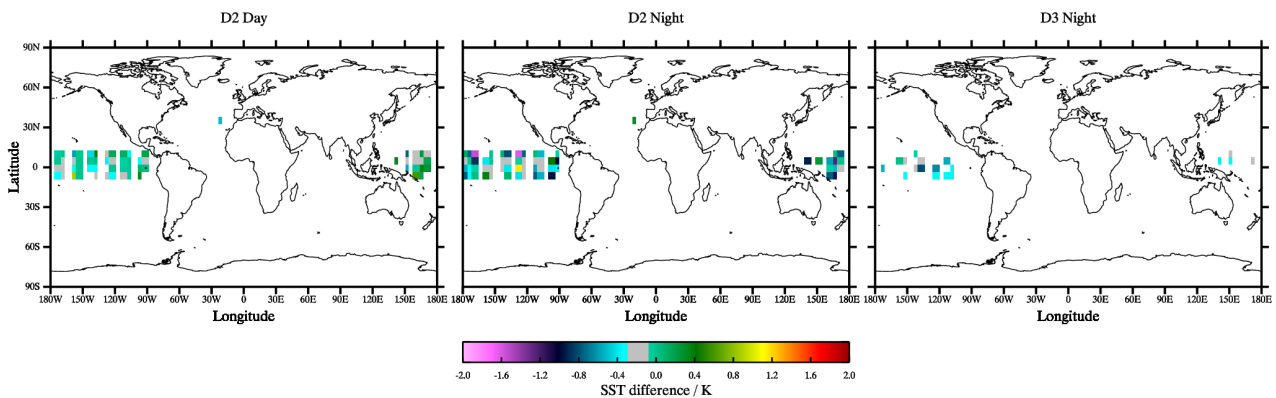 D2 Day D2 Night D3 Night
90N
60N
30N
0
30S
60S
90S
Latitude
180W 150W 120W 90W 60W 30W 0 30E 60E 90E 120E 150E 180E 180W 150W 120W 90W 60W 30W 0 30E 60E 90E 120E 150E 180E 180W 150W 120W 90W 60W 30W 0 30E 60E 90E 120E 150E 180E
Longitude Longitude Longitude
-2.0 -1.6 -1.2 -0.8 -0.4 0.0 0.4 0.8 1.2 1.6 2.0
SST difference / K